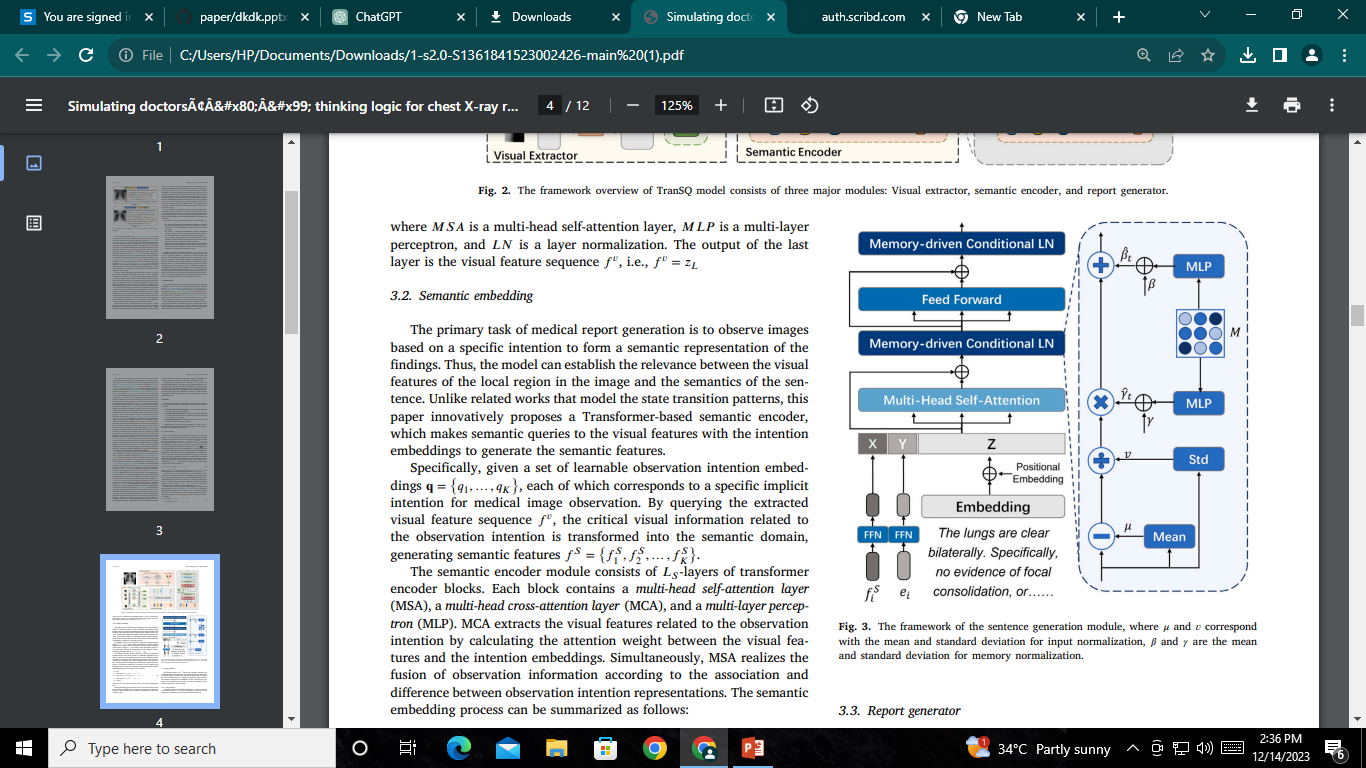 You are signed in
paper/dkdk.pptx
ChatGPT
Downloads
Simulating doct
auth.scribd.com
New Tab
File
C:/Users/HP/Documents/Downloads/1-s2.0-S1361841523002426-main%20(1).pdf
Simulating doctorsÃ¢Â&#x80;Â&#x99; thinking logic for chest X-ray r...
4 / 12
125%
1
2
3
4
Visual Extractor
Semantic Encoder
Fig. 2. The framework overview of TranSQ model consists of three major modules: Visual extractor, semantic encoder, and report generator.
where MSA is a multi-head self-attention layer, MLP is a multi-layer
perceptron, and LN is a layer normalization. The output of the last
layer is the visual feature sequence f^v, i.e., f^v = z_L
3.2. Semantic embedding
The primary task of medical report generation is to observe images
based on a specific intention to form a semantic representation of the
findings. Thus, the model can establish the relevance between the visual
features of the local region in the image and the semantics of the sen-
tence. Unlike related works that model the state transition patterns, this
paper innovatively proposes a Transformer-based semantic encoder,
which makes semantic queries to the visual features with the intention
embeddings to generate the semantic features.
Specifically, given a set of learnable observation intention embed-
dings q = {q_1, . . . , q_K}, each of which corresponds to a specific implicit
intention for medical image observation. By querying the extracted
visual feature sequence f^v, the critical visual information related to
the observation intention is transformed into the semantic domain,
generating semantic features f^S = {f_1^S, f_2^S, . . . , f_K^S}.
The semantic encoder module consists of L_S-layers of transformer
encoder blocks. Each block contains a multi-head self-attention layer
(MSA), a multi-head cross-attention layer (MCA), and a multi-layer percep-
tron (MLP). MCA extracts the visual features related to the observation
intention by calculating the attention weight between the visual fea-
tures and the intention embeddings. Simultaneously, MSA realizes the
fusion of observation information according to the association and
difference between observation intention representations. The semantic
embedding process can be summarized as follows:
Memory-driven Conditional LN
Feed Forward
Memory-driven Conditional LN
Multi-Head Self-Attention
X
Y
Z
Positional
Embedding
Embedding
FFN
FFN
The lungs are clear
bilaterally. Specifically,
no evidence of focal
consolidation, or……
f_i^S
e_i
β̂_t
β
MLP
M
γ̂_t
γ
MLP
υ
Std
μ
Mean
Fig. 3. The framework of the sentence generation module, where μ and υ correspond
with the mean and standard deviation for input normalization, β and γ are the mean
and standard deviation for memory normalization.
3.3. Report generator
Type here to search
34°C Partly sunny
2:36 PM
12/14/2023
1
6